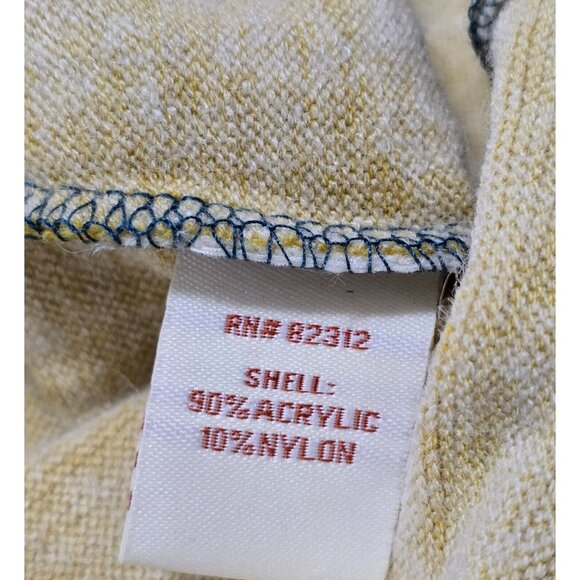 RN# 82312
SHELL:
90% ACRYLIC
10% NYLON